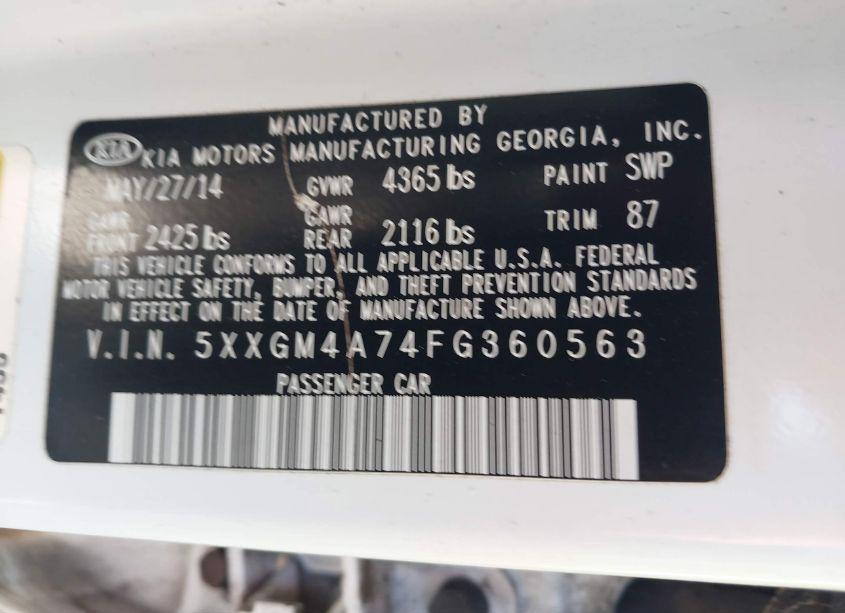 MANUFACTURED BY
KIA KIA MOTORS MANUFACTURING GEORGIA, INC.
MAY/27/14 GVWR 4365 lbs PAINT SWP
GAWR FRONT 2425 lbs GAWR REAR 2116 lbs TRIM 87
THIS VEHICLE CONFORMS TO ALL APPLICABLE U.S.A. FEDERAL
MOTOR VEHICLE SAFETY, BUMPER, AND THEFT PREVENTION STANDARDS
IN EFFECT ON THE DATE OF MANUFACTURE SHOWN ABOVE.
V.I.N. 5XXGM4A74FG360563
PASSENGER CAR